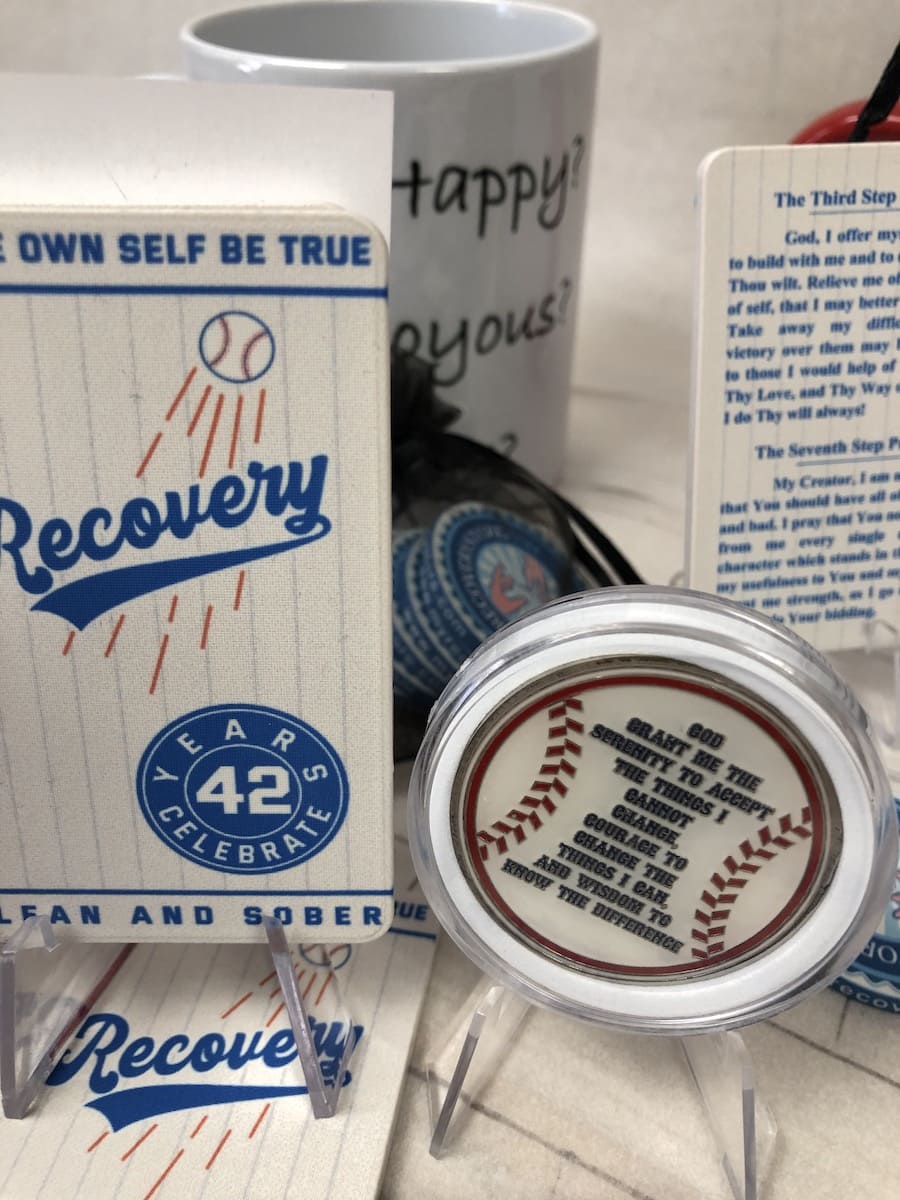 E OWN SELF BE TRUE
Recovery
YEARS
42
CELEBRATE
LEAN AND SOBER
Recovery
UE
Happy?
oyous?
?
The Third Step
God, I offer my
to build with me and to
Thou wilt. Relieve me of
of self, that I may better
Take away my diffic
victory over them may
to those I would help of
Thy Love, and Thy Way
I do Thy will always!
The Seventh Step P
My Creator, I am
that You should have all of
and bad. I pray that You
from me every single
character which stands in
my usefulness to You and
me strength, as I go
Your bidding.
GOD
GRANT ME THE
SERENITY TO ACCEPT
THE THINGS I
CANNOT
CHANGE,
COURAGE TO
CHANGE THE
THINGS I CAN,
AND WISDOM TO
KNOW THE DIFFERENCE